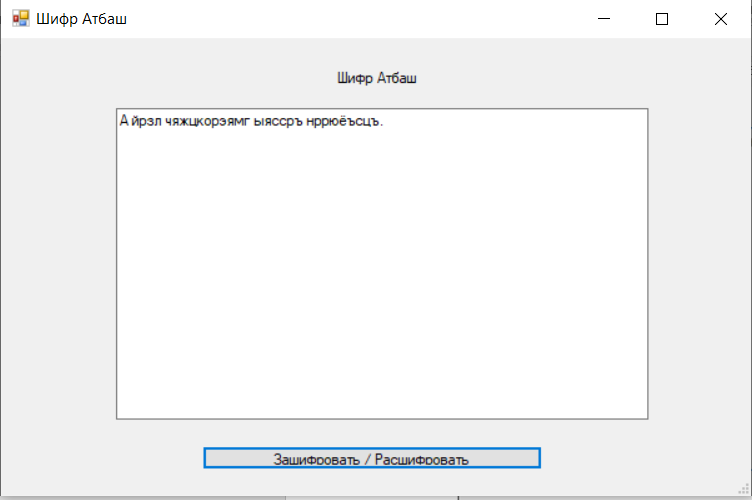 Шифр Атбаш
Шифр Атбаш
А йрзл чяжцкорэямг ыяссръ нррюёъсцъ.
Зашифровать / Расшифровать